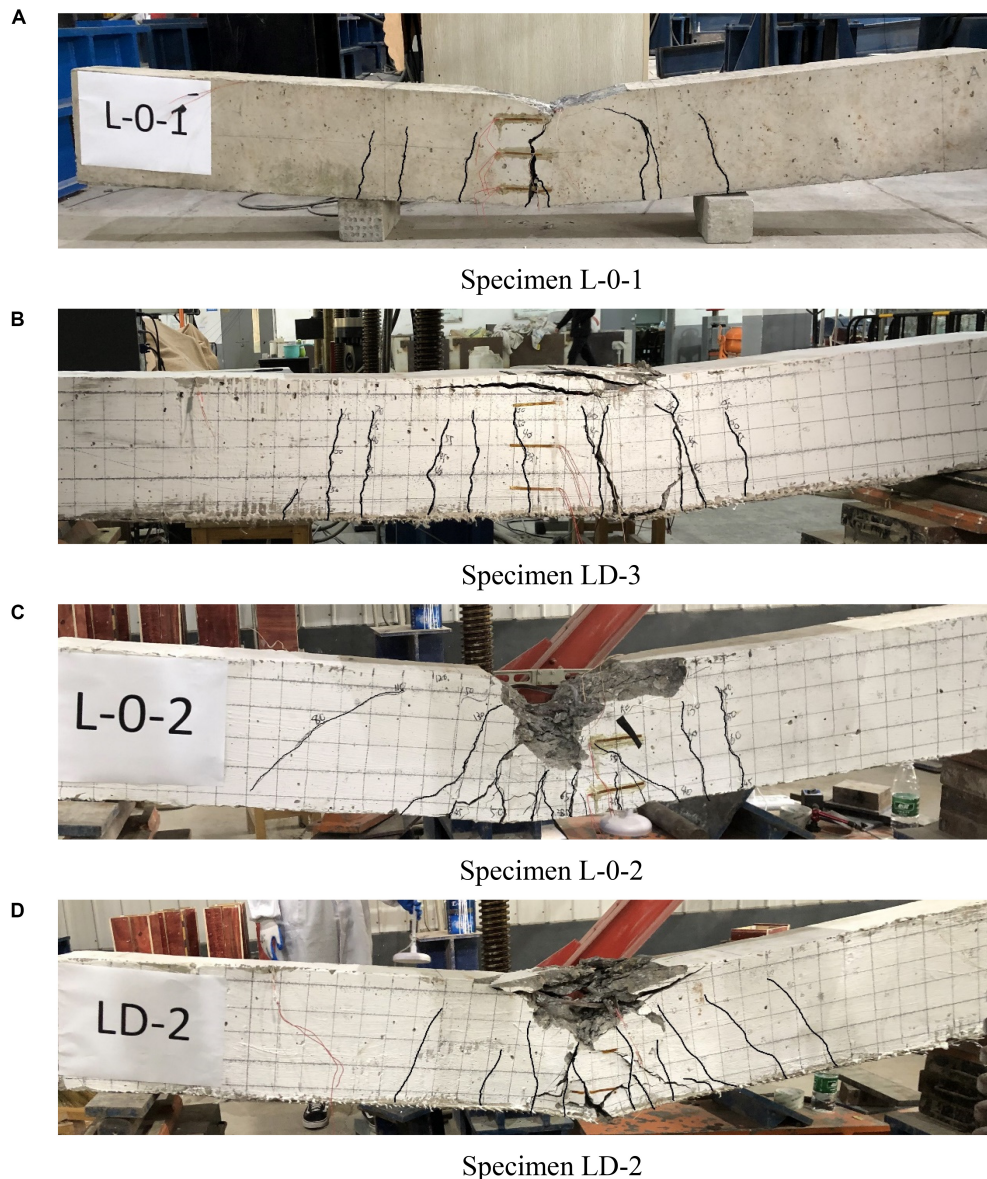 A
L-0-1
Specimen L-0-1
B
Specimen LD-3
C
L-0-2
Specimen L-0-2
D
LD-2
Specimen LD-2